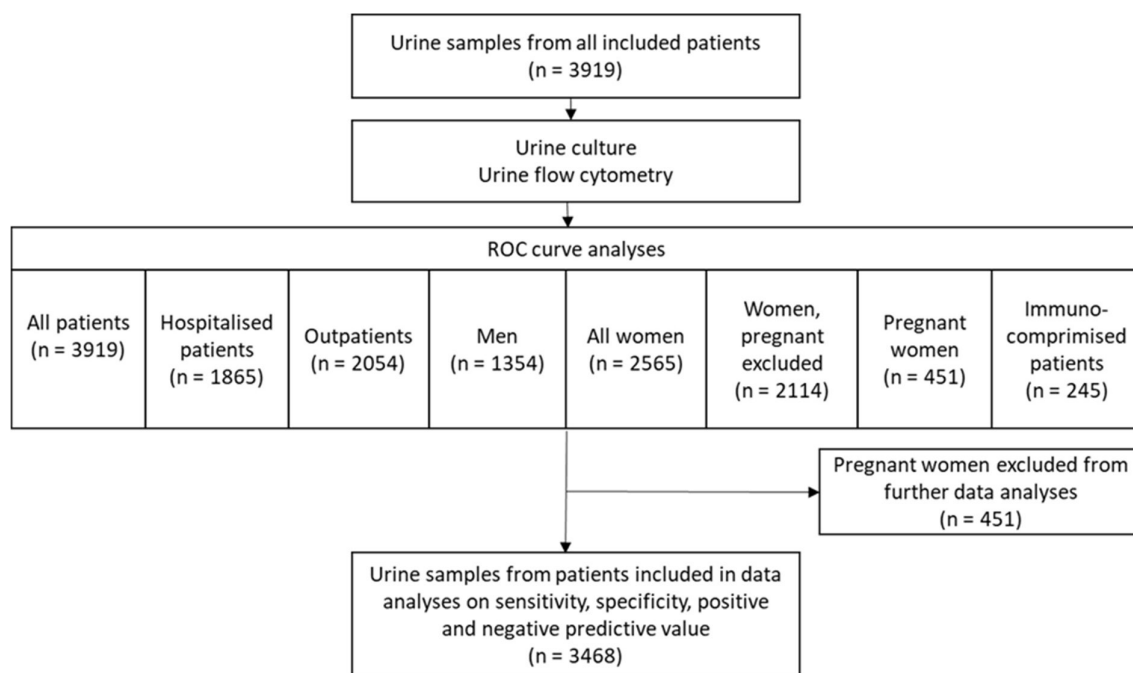 Urine samples from all included patients
(n = 3919)
Urine culture
Urine flow cytometry
ROC curve analyses
All patients
(n = 3919)
Hospitalised
patients
(n = 1865)
Outpatients
(n = 2054)
Men
(n = 1354)
All women
(n = 2565)
Women,
pregnant
excluded
(n = 2114)
Pregnant
women
(n = 451)
Immuno-
comprimised
patients
(n = 245)
Pregnant women excluded from
further data analyses
(n = 451)
Urine samples from patients included in data
analyses on sensitivity, specificity, positive
and negative predictive value
(n = 3468)